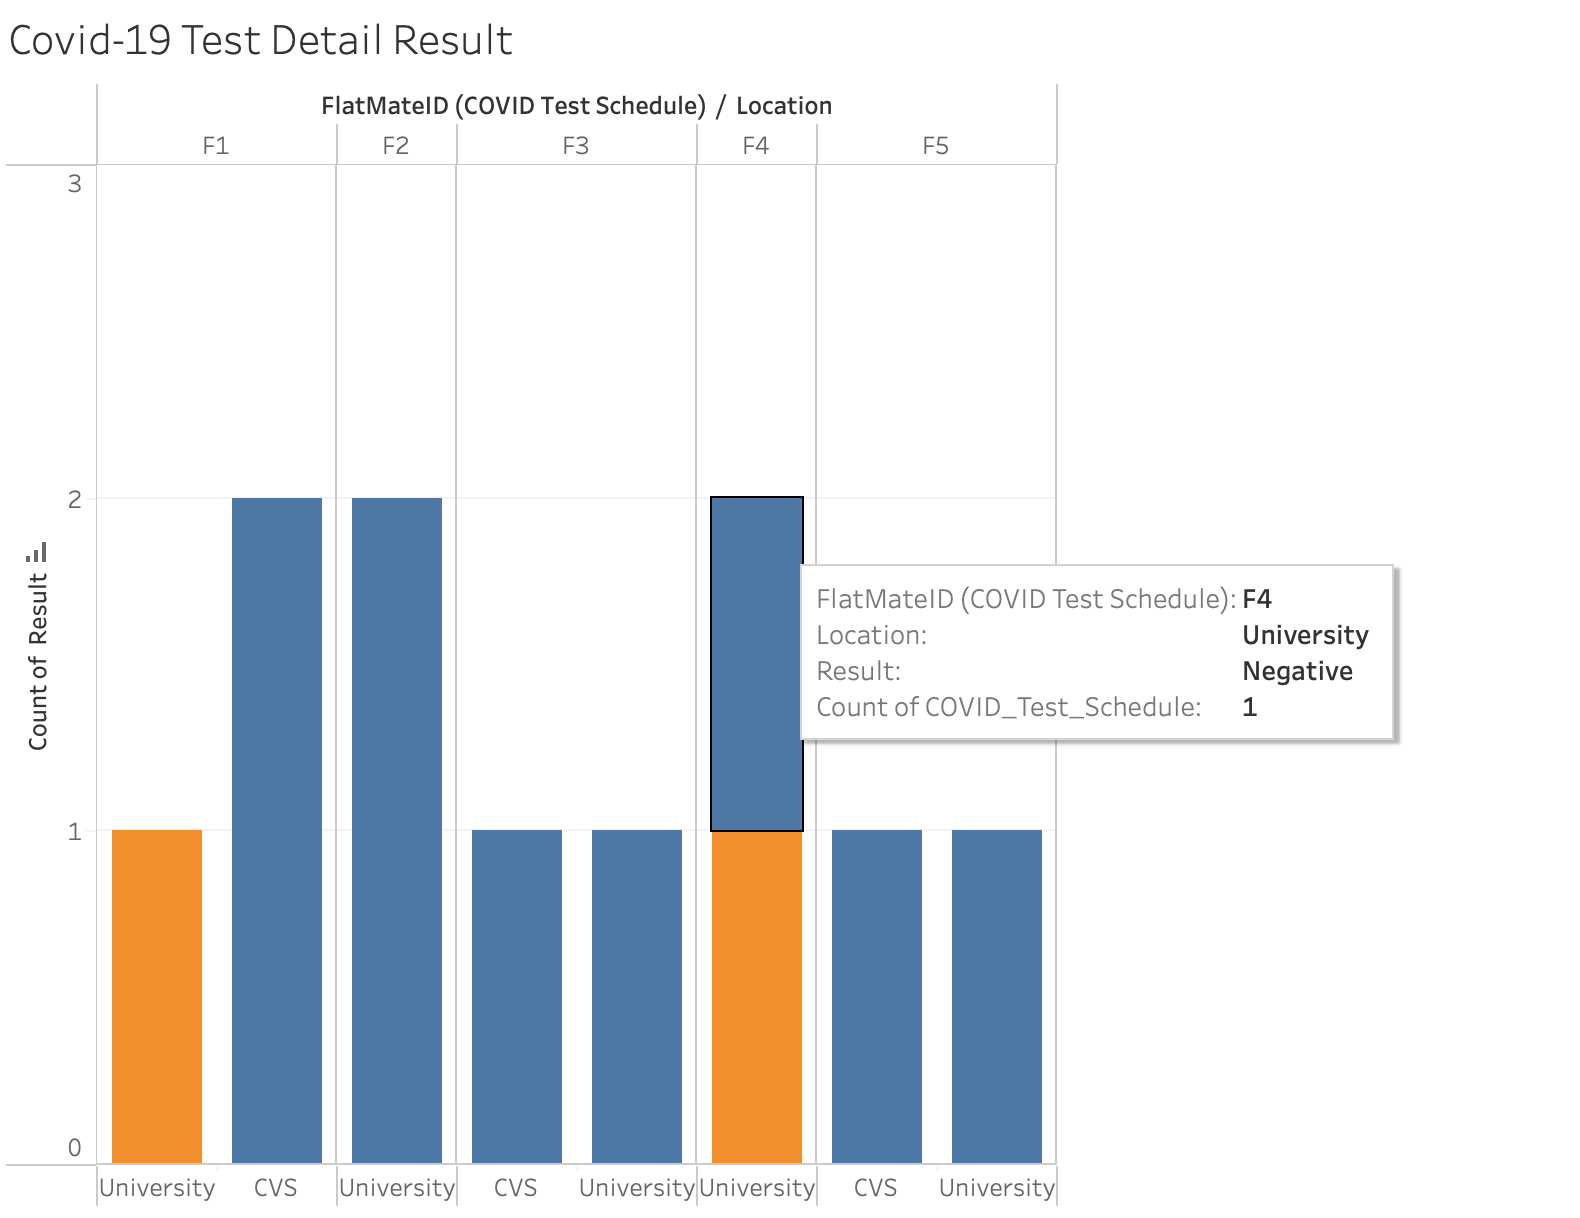 Covid-19 Test Detail Result
FlatMateID (COVID Test Schedule) / Location
F1 F2 F3 F4 F5
3
2
1
0
Count of Result
FlatMateID (COVID Test Schedule): F4
Location: University
Result: Negative
Count of COVID_Test_Schedule: 1
University CVS University CVS University University CVS University